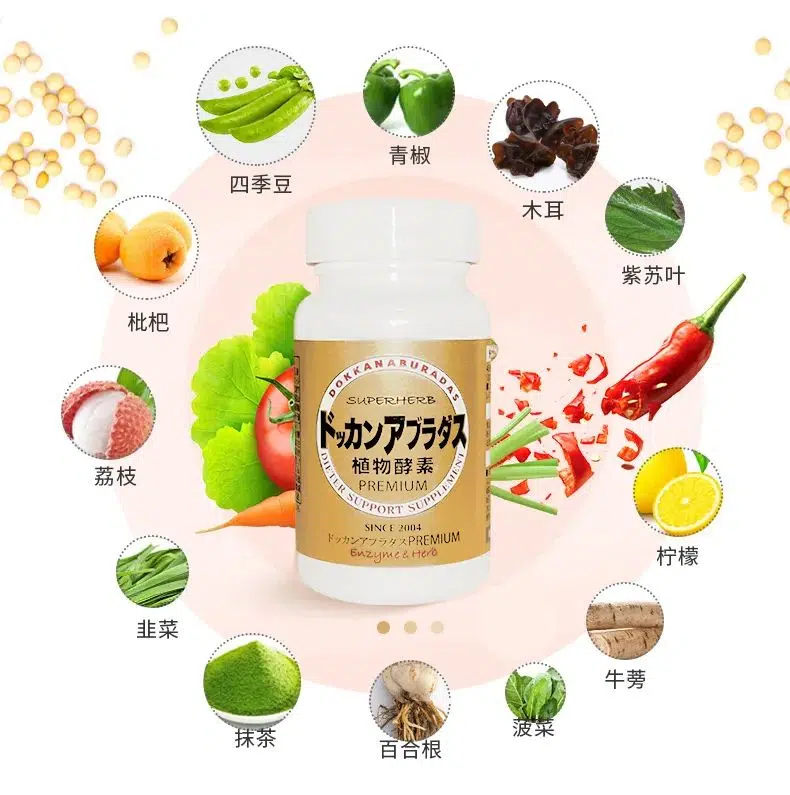 四季豆
青椒
木耳
紫苏叶
枇杷
荔枝
DOKKANABURADAS
SUPERHERB
ドッカンアブラダス
植物酵素
PREMIUM
DIETER SUPPORT SUPPLEMENT
SINCE 2004
ドッカンアブラダスPREMIUM
Enzyme & Herb
柠檬
韭菜
牛蒡
抹茶
百合根
菠菜